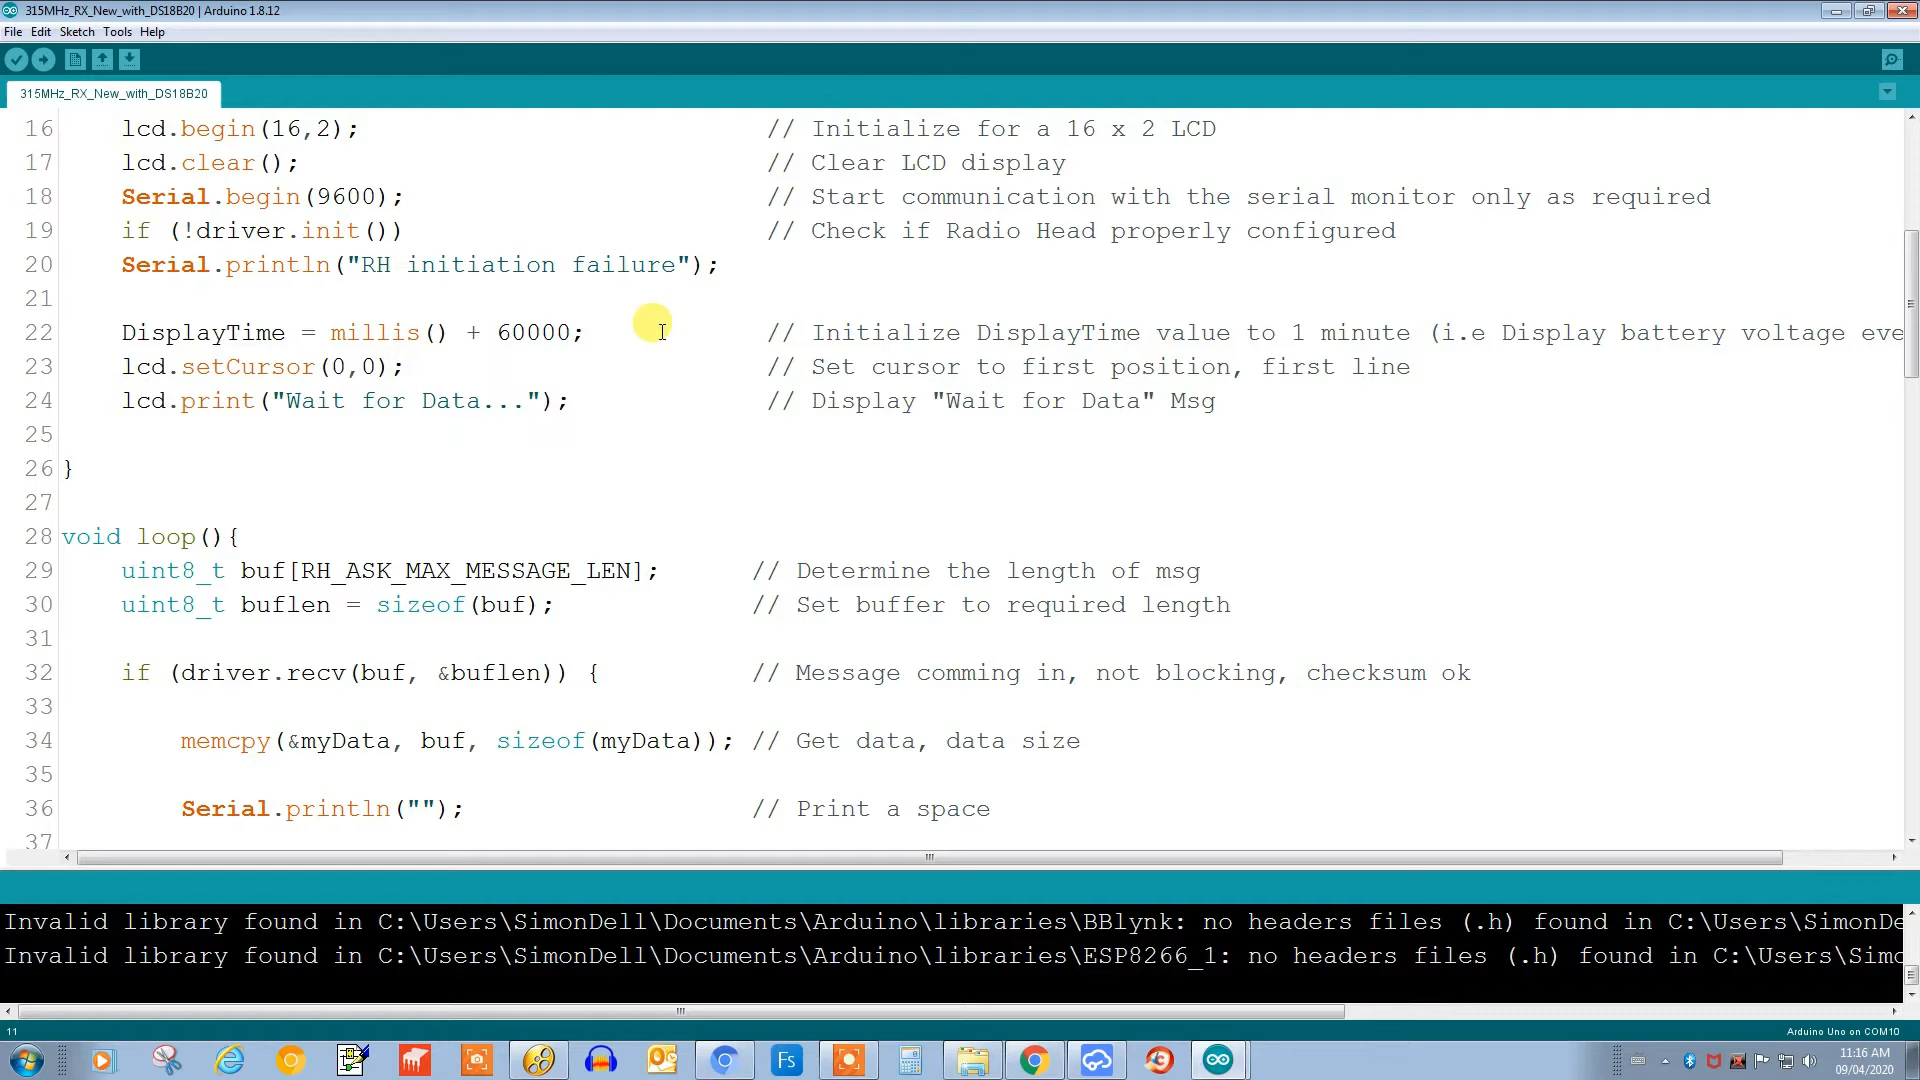 315MHz_RX_New_with_DS18B20 | Arduino 1.8.12
File Edit Sketch Tools Help
315MHz_RX_New_with_DS18B20
16 lcd.begin(16,2); // Initialize for a 16 x 2 LCD
17 lcd.clear(); // Clear LCD display
18 Serial.begin(9600); // Start communication with the serial monitor only as required
19 if (!driver.init()) // Check if Radio Head properly configured
20 Serial.println("RH initiation failure");
21
22 DisplayTime = millis() + 60000; // Initialize DisplayTime value to 1 minute (i.e Display battery voltage eve
23 lcd.setCursor(0,0); // Set cursor to first position, first line
24 lcd.print("Wait for Data..."); // Display "Wait for Data" Msg
25
26 }
27
28 void loop(){
29 uint8_t buf[RH_ASK_MAX_MESSAGE_LEN]; // Determine the length of msg
30 uint8_t buflen = sizeof(buf); // Set buffer to required length
31
32 if (driver.recv(buf, &buflen)) { // Message comming in, not blocking, checksum ok
33
34 memcpy(&myData, buf, sizeof(myData)); // Get data, data size
35
36 Serial.println(""); // Print a space
37
Invalid library found in C:\Users\SimonDell\Documents\Arduino\libraries\BBlynk: no headers files (.h) found in C:\Users\SimonDe
Invalid library found in C:\Users\SimonDell\Documents\Arduino\libraries\ESP8266_1: no headers files (.h) found in C:\Users\Simo
11
Arduino Uno on COM10
Fs
11:16 AM
09/04/2020